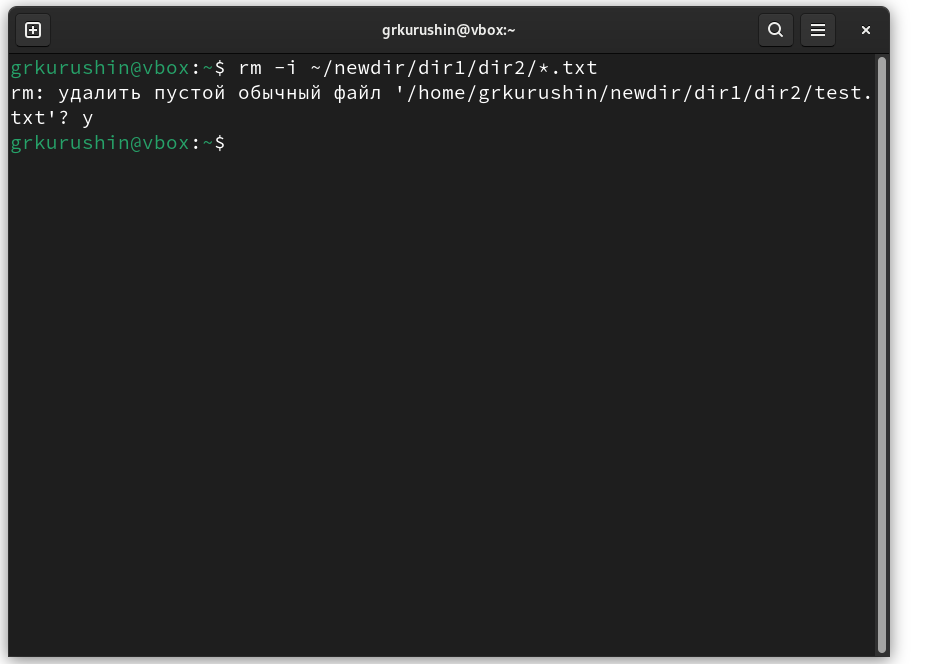 grkurushin@vbox:~
grkurushin@vbox:~$ rm -i ~/newdir/dir1/dir2/*.txt
rm: удалить пустой обычный файл '/home/grkurushin/newdir/dir1/dir2/test.
txt'? y
grkurushin@vbox:~$